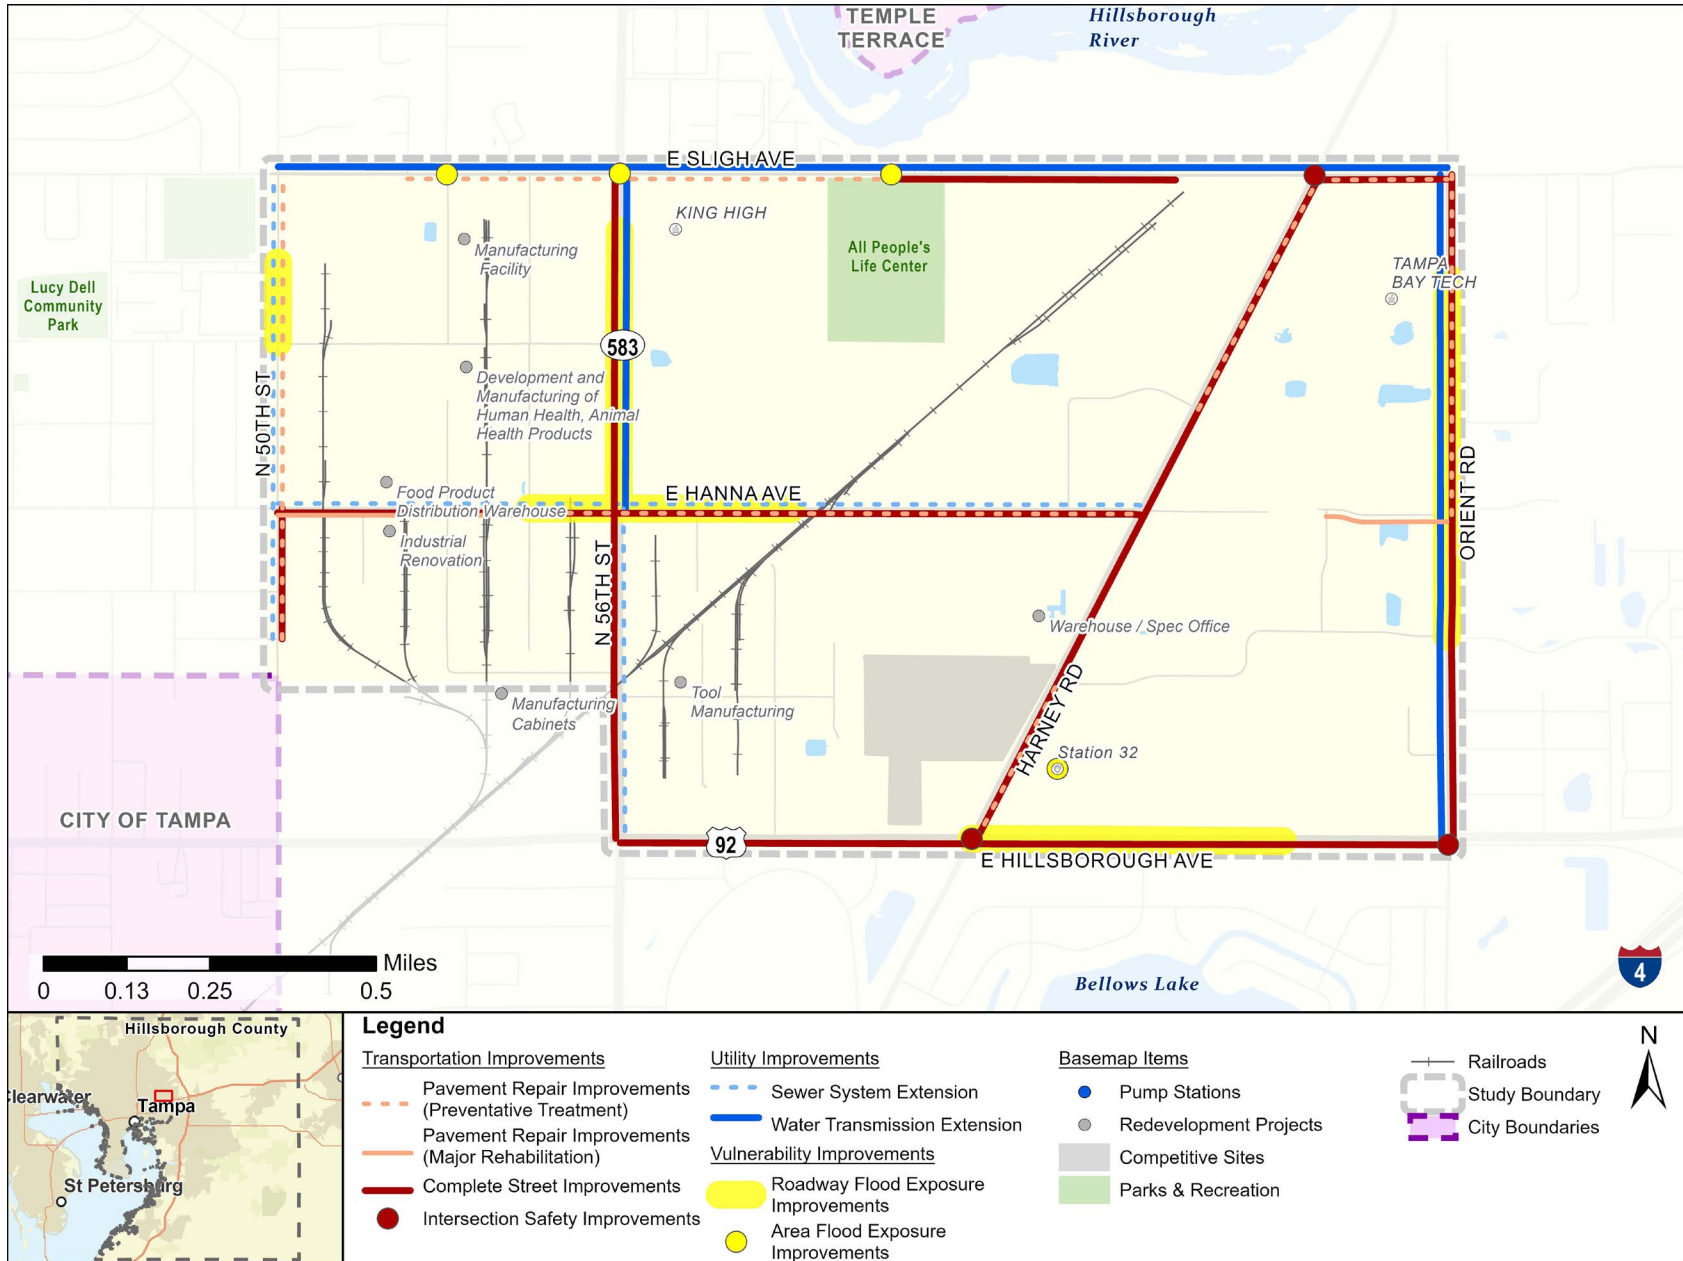 TEMPLE
TERRACE
Hillsborough
River
E SLIGH AVE
KING HIGH
Manufacturing
Facility
All People's
Life Center
TAMPA
BAY TECH
Lucy Dell
Community
Park
583
N 50TH ST
Development and
Manufacturing of
Human Health, Animal
Health Products
E HANNA AVE
Food Product
Distribution Warehouse
Industrial
Renovation
ORIENT RD
N 56TH ST
Warehouse / Spec Office
HARNEY RD
Tool
Manufacturing
Manufacturing
Cabinets
Station 32
CITY OF TAMPA
92
E HILLSBOROUGH AVE
Miles
0 0.13 0.25 0.5
Bellows Lake
4
Hillsborough County
Clearwater
Tampa
St Petersburg
Legend
Transportation Improvements
Pavement Repair Improvements
(Preventative Treatment)
Pavement Repair Improvements
(Major Rehabilitation)
Complete Street Improvements
Intersection Safety Improvements
Utility Improvements
Sewer System Extension
Water Transmission Extension
Vulnerability Improvements
Roadway Flood Exposure
Improvements
Area Flood Exposure
Improvements
Basemap Items
Pump Stations
Redevelopment Projects
Competitive Sites
Parks & Recreation
Railroads
Study Boundary
City Boundaries
N